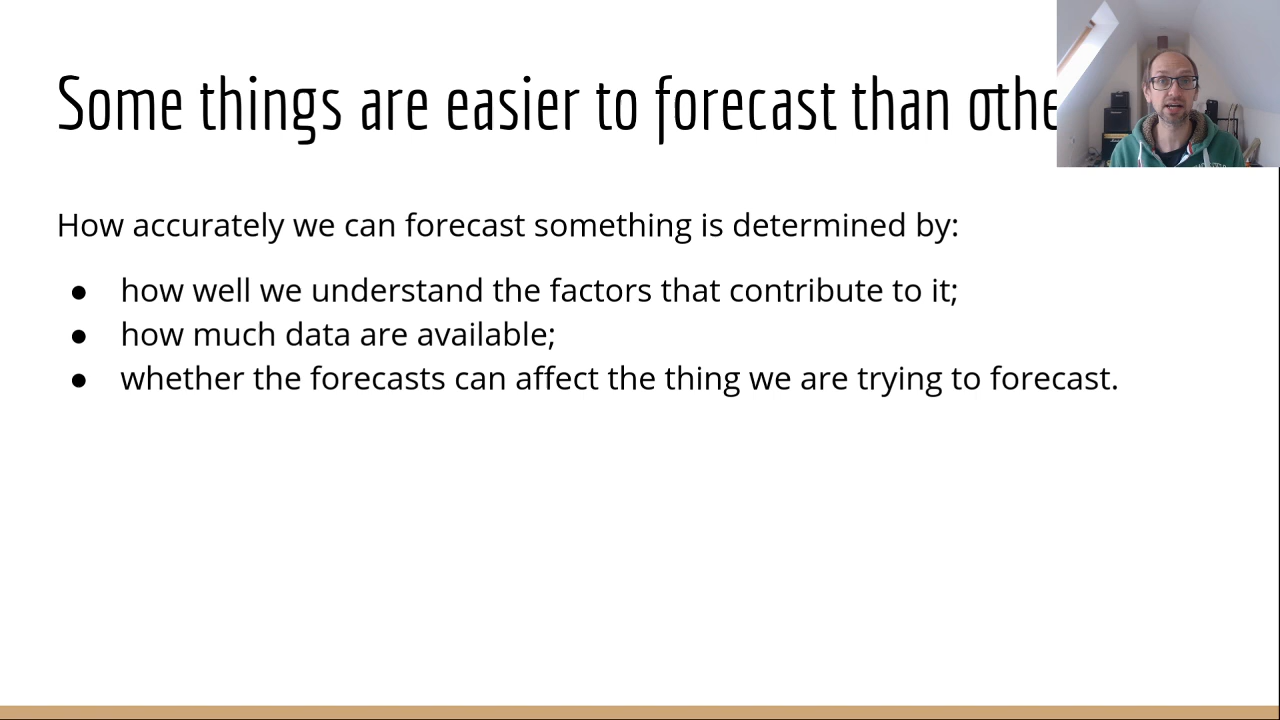 Some things are easier to forecast than othe
How accurately we can forecast something is determined by:
● how well we understand the factors that contribute to it;
● how much data are available;
● whether the forecasts can affect the thing we are trying to forecast.